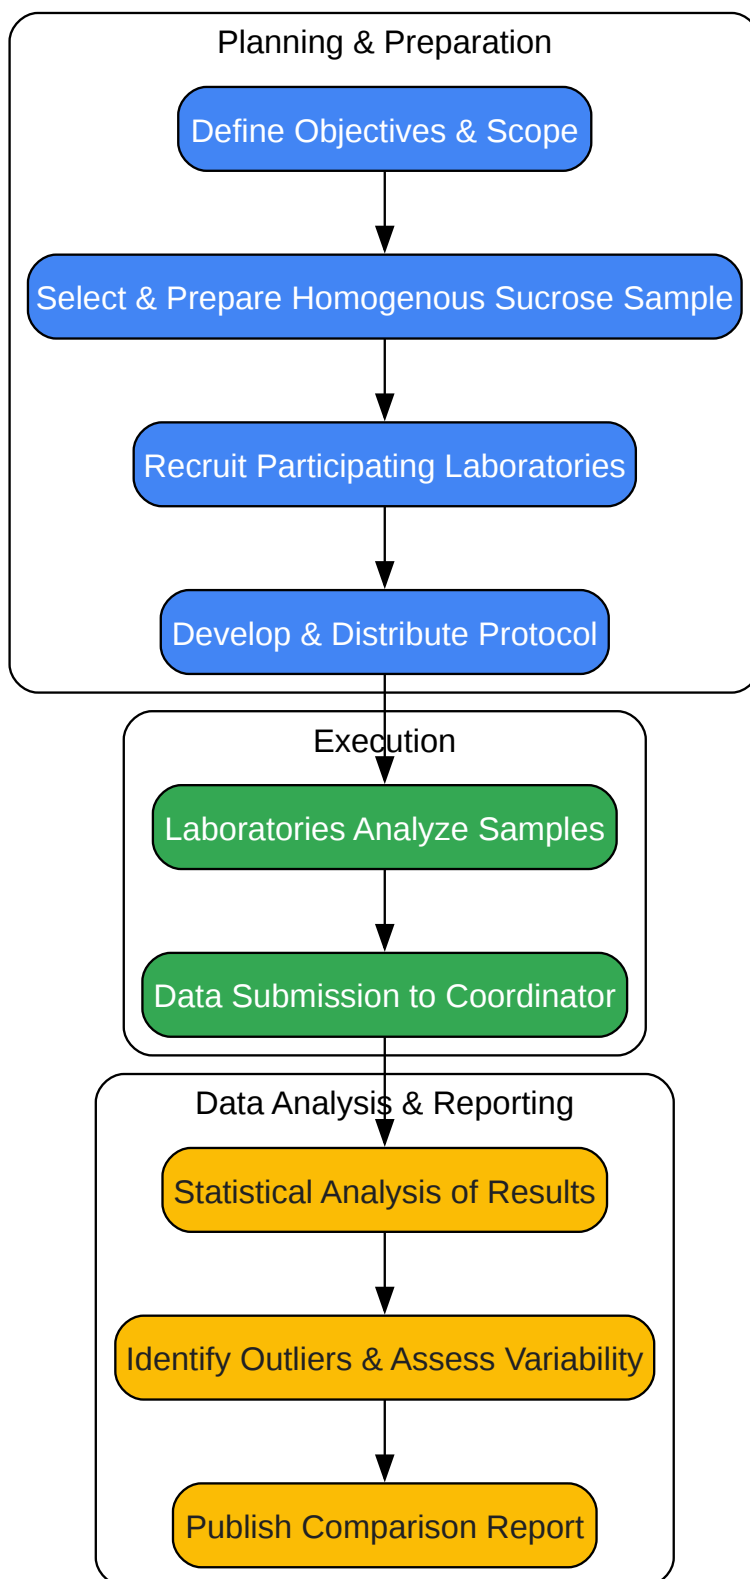 Planning & Preparation
Define Objectives & Scope
Select & Prepare Homogenous Sucrose Sample
Recruit Participating Laboratories
Develop & Distribute Protocol
Execution
Laboratories Analyze Samples
Data Submission to Coordinator
Data Analysis & Reporting
Statistical Analysis of Results
Identify Outliers & Assess Variability
Publish Comparison Report